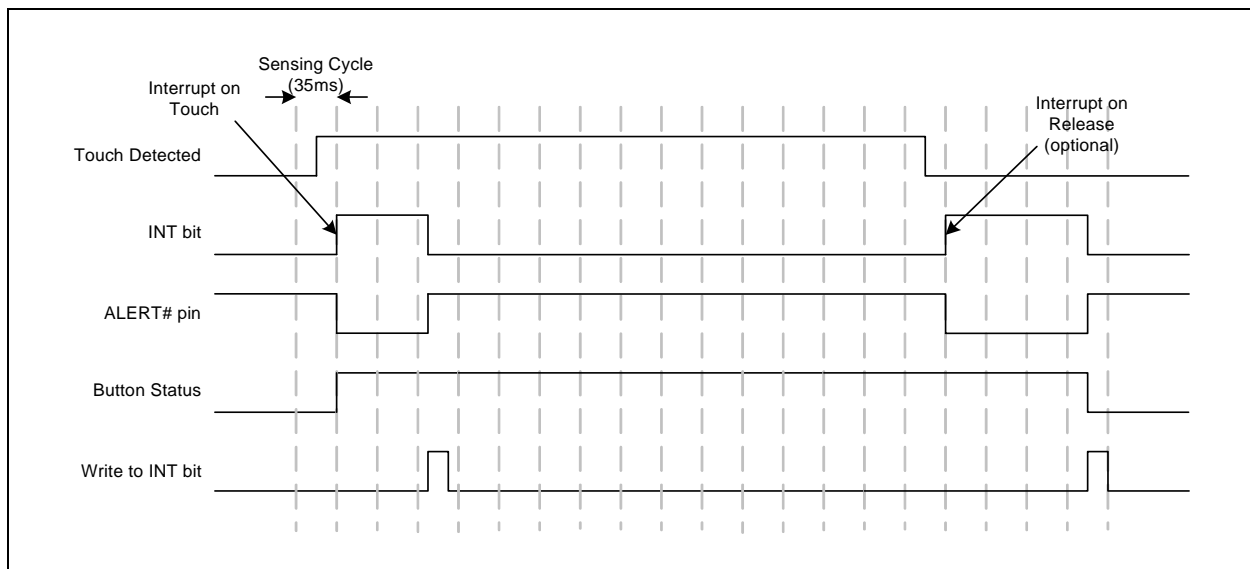 Sensing Cycle
(35ms)
Interrupt on
Touch
Interrupt on
Release
(optional)
Touch Detected
INT bit
ALERT# pin
Button Status
Write to INT bit